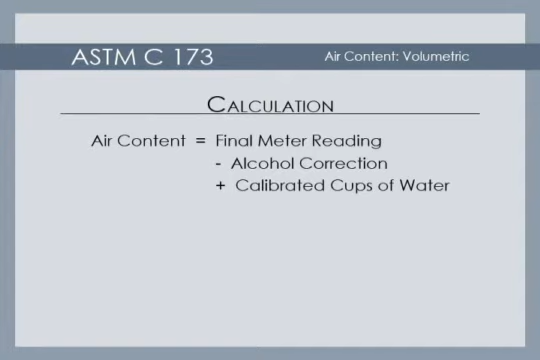 ASTM C 173 Air Content: Volumetric
CALCULATION
Air Content = Final Meter Reading
- Alcohol Correction
+ Calibrated Cups of Water